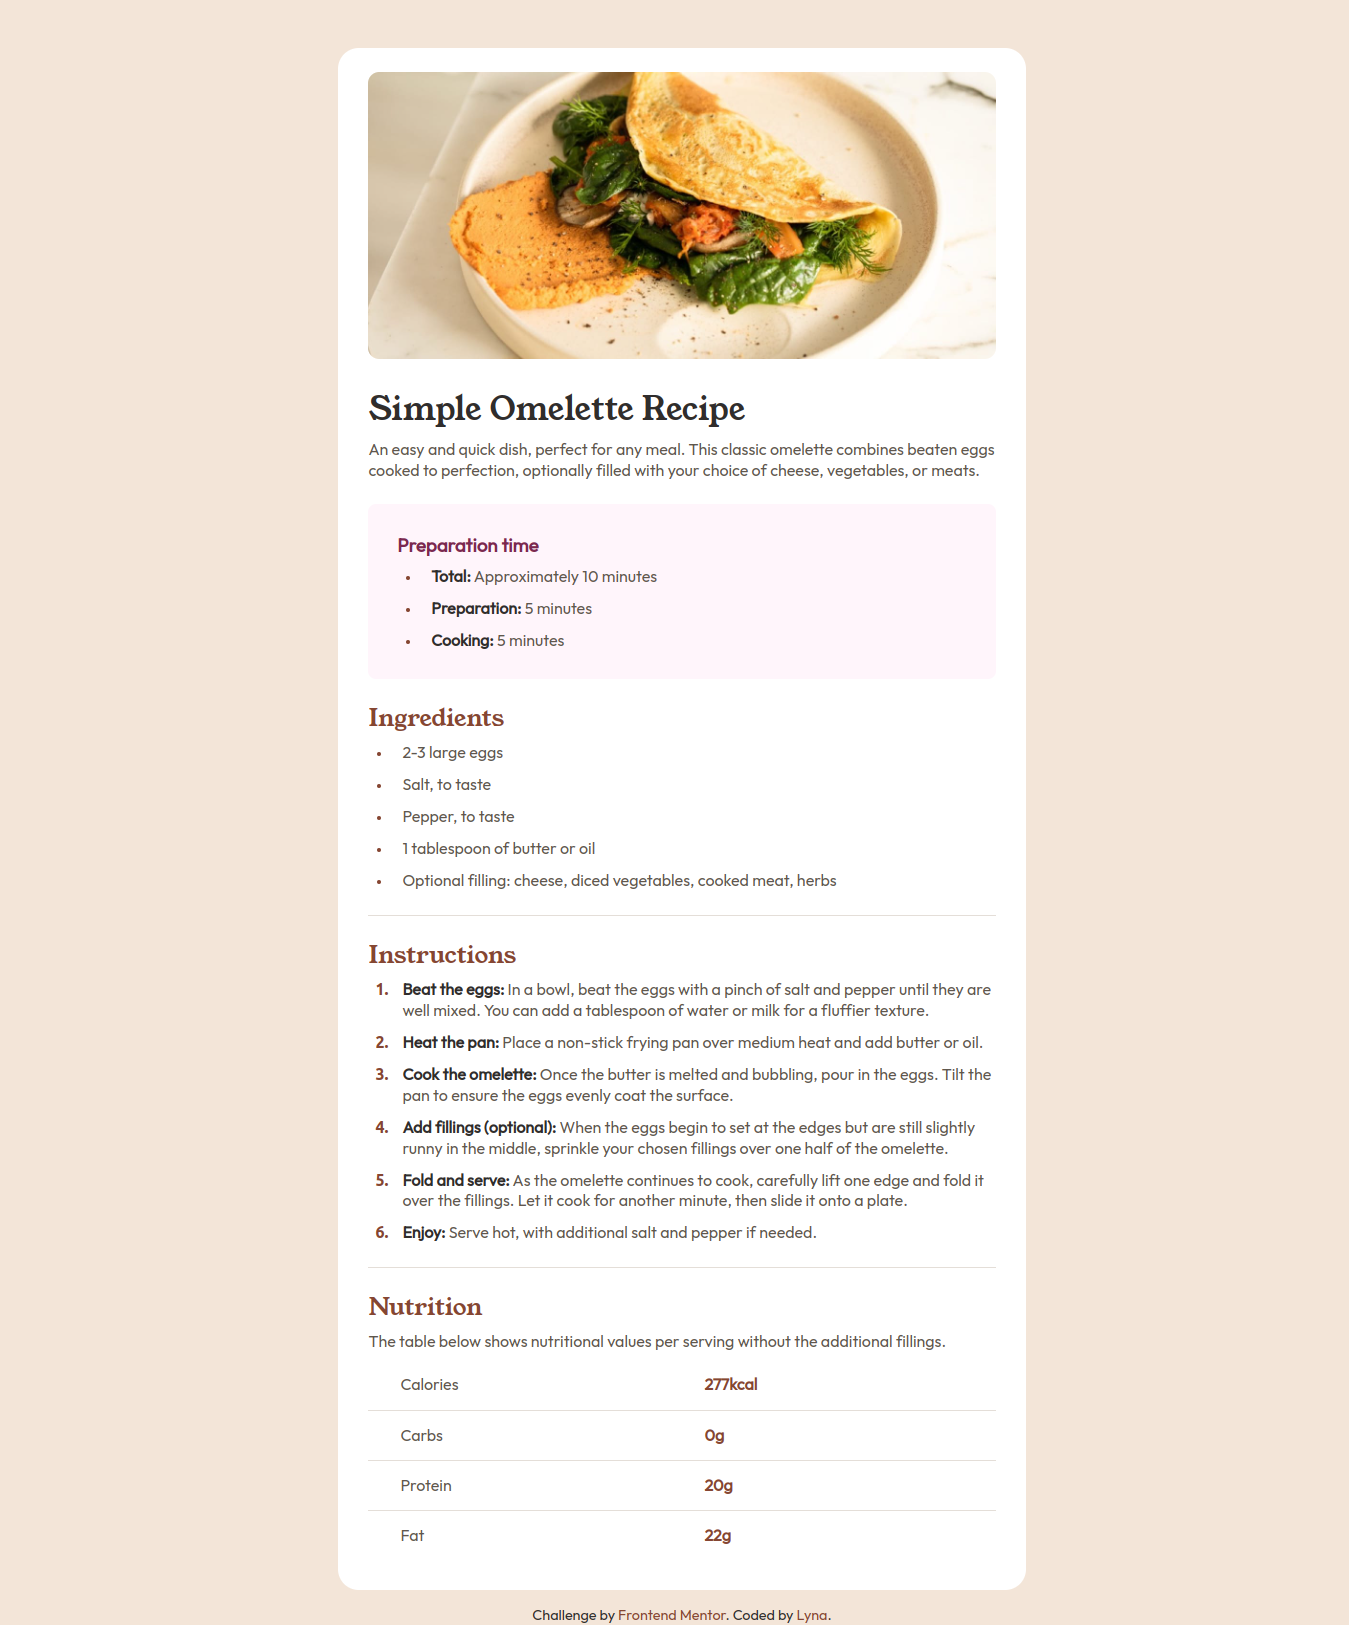 Simple Omelette Recipe
An easy and quick dish, perfect for any meal. This classic omelette combines beaten eggs
cooked to perfection, optionally filled with your choice of cheese, vegetables, or meats.
Preparation time
• Total: Approximately 10 minutes
• Preparation: 5 minutes
• Cooking: 5 minutes
Ingredients
• 2-3 large eggs
• Salt, to taste
• Pepper, to taste
• 1 tablespoon of butter or oil
• Optional filling: cheese, diced vegetables, cooked meat, herbs
Instructions
1. Beat the eggs: In a bowl, beat the eggs with a pinch of salt and pepper until they are
well mixed. You can add a tablespoon of water or milk for a fluffier texture.
2. Heat the pan: Place a non-stick frying pan over medium heat and add butter or oil.
3. Cook the omelette: Once the butter is melted and bubbling, pour in the eggs. Tilt the
pan to ensure the eggs evenly coat the surface.
4. Add fillings (optional): When the eggs begin to set at the edges but are still slightly
runny in the middle, sprinkle your chosen fillings over one half of the omelette.
5. Fold and serve: As the omelette continues to cook, carefully lift one edge and fold it
over the fillings. Let it cook for another minute, then slide it onto a plate.
6. Enjoy: Serve hot, with additional salt and pepper if needed.
Nutrition
The table below shows nutritional values per serving without the additional fillings.
Calories 277kcal
Carbs 0g
Protein 20g
Fat 22g
Challenge by Frontend Mentor. Coded by Lyna.